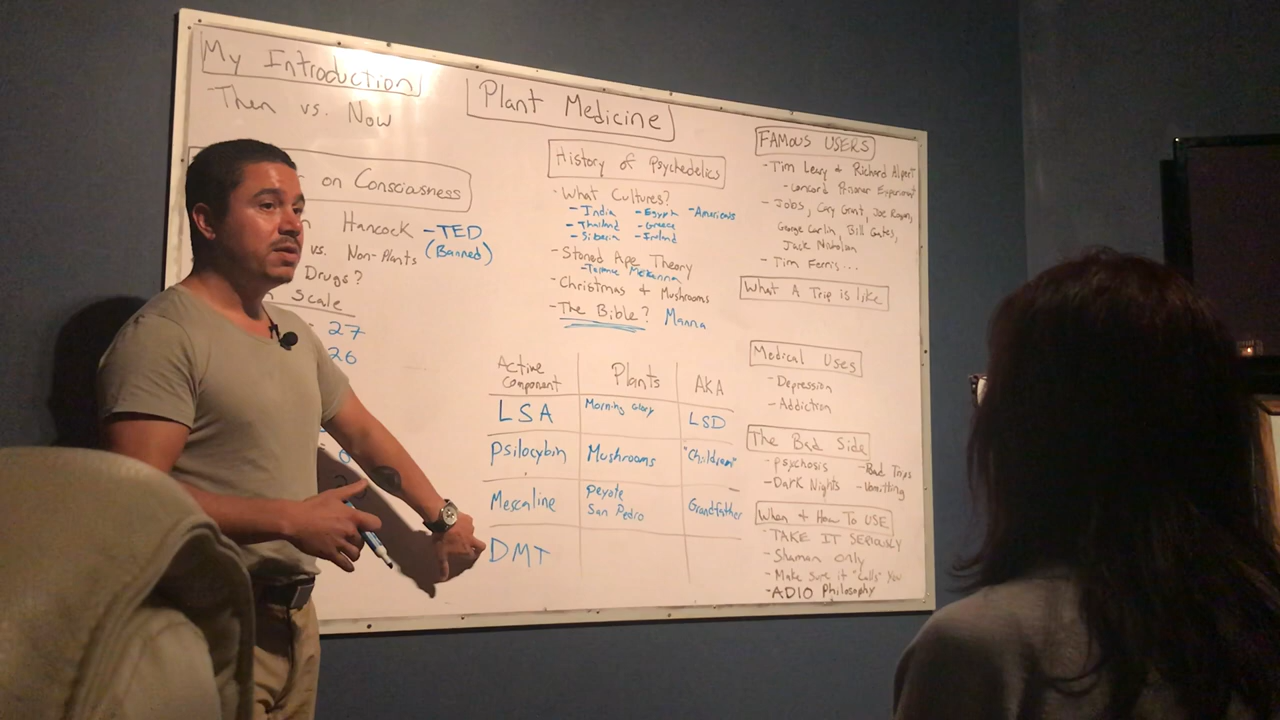 My Introduction
Then vs. Now
Plant Medicine
on Consciousness
Hancock - TED
vs. Non-Plants (Banned)
Drugs?
Scale
27
26
History of Psychedelics
- What Cultures?
- India - Egypt - Americas
- Thailand - Greece
- Siberia - Ireland
- Stoned Ape Theory
- Terance McKenna
- Christmas + Mushrooms
- The Bible? Manna
Active Component Plants AKA
LSA Morning Glory LSD
Psilocybin Mushrooms "Children"
Mescaline Peyote San Pedro Grandfather
DMT
FAMOUS USERS
- Tim Leary & Richard Alpert
- Concord Prisoner Experiment
- Jobs, Cary Grant, Joe Rogan,
George Carlin, Bill Gates,
Jack Nicholson
- Tim Ferris...
What A Trip is like
Medical Uses
- Depression
- Addiction
The Bad Side
- psychosis - Bad Trips
- Dark Nights - Vomitting
When + How To USE
- TAKE IT SERIOUSLY
- Shaman only
- Make sure it "calls" You
- ADIO Philosophy